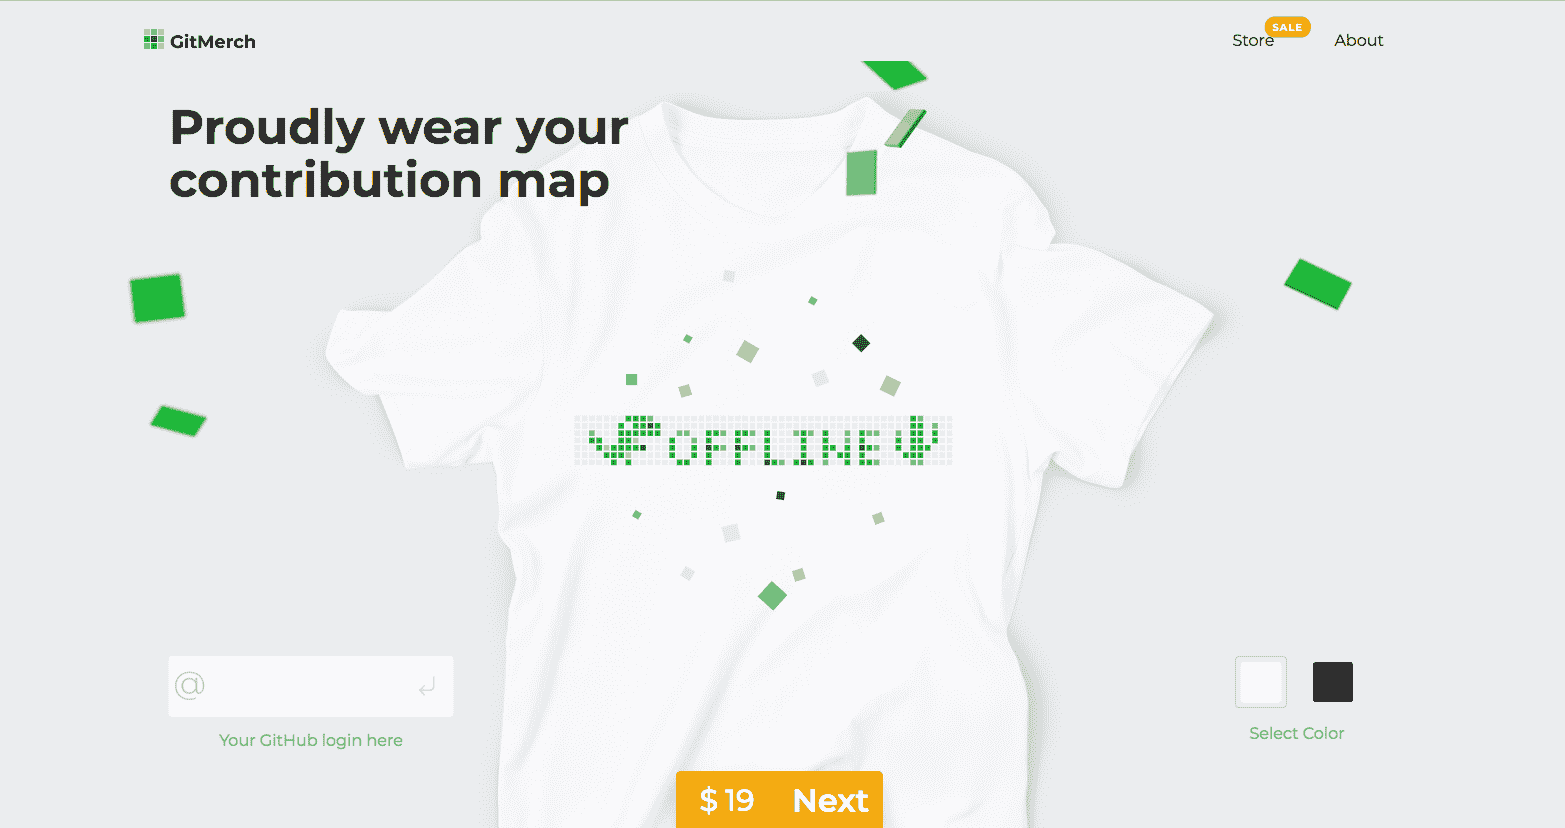 GitMerch
Store
SALE
About
Proudly wear your
contribution map
OFFLINE
@
Your GitHub login here
Select Color
$ 19 Next